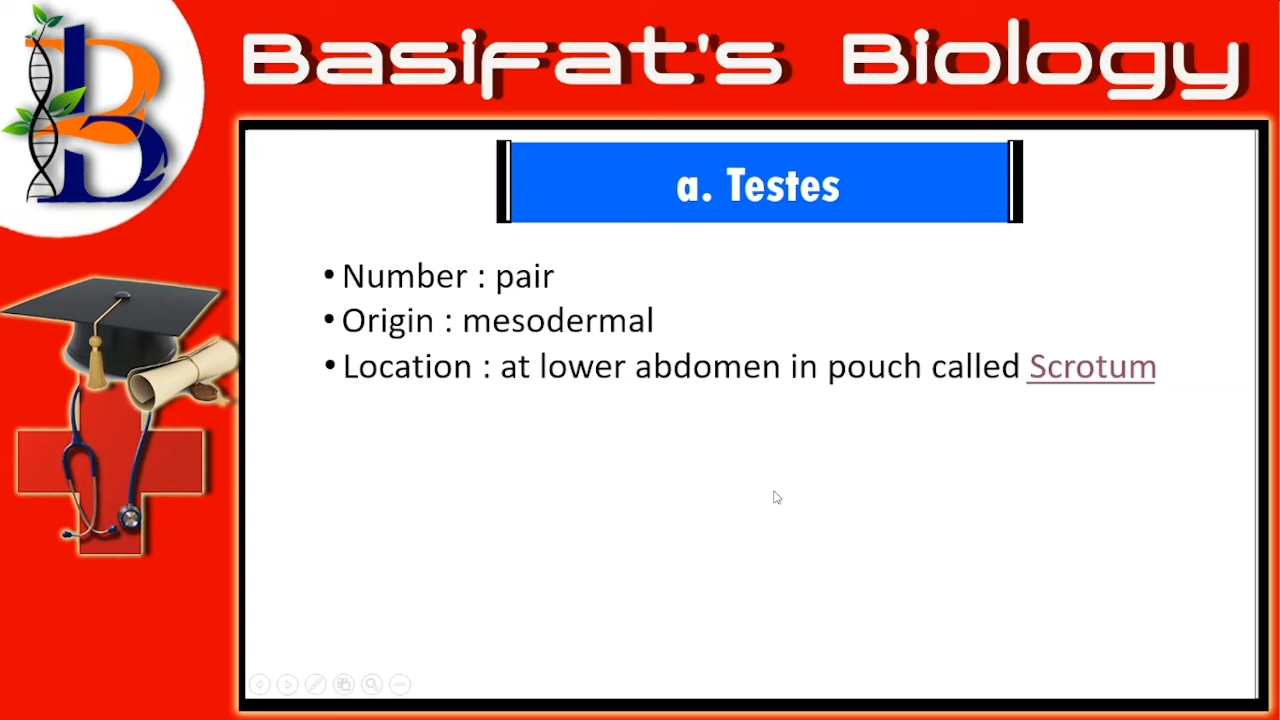 Basifat's Biology
a. Testes
• Number : pair
• Origin : mesodermal
• Location : at lower abdomen in pouch called Scrotum